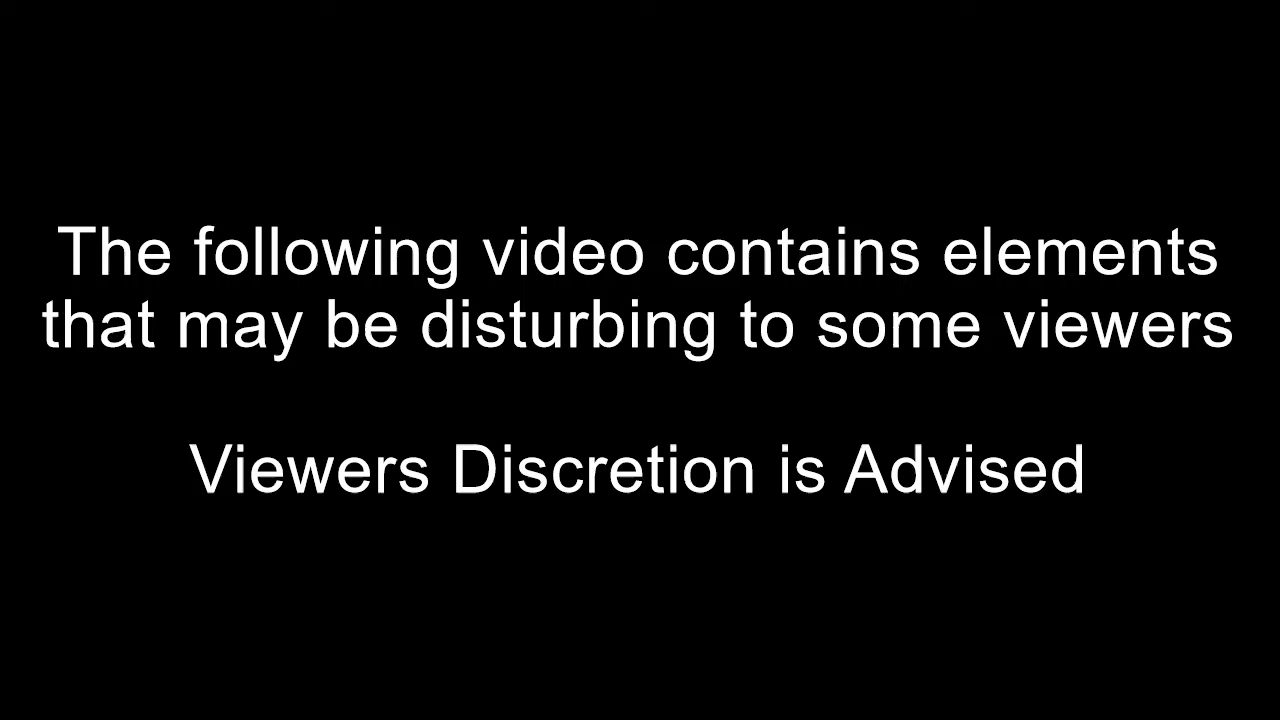 The following video contains elements
that may be disturbing to some viewers
Viewers Discretion is Advised